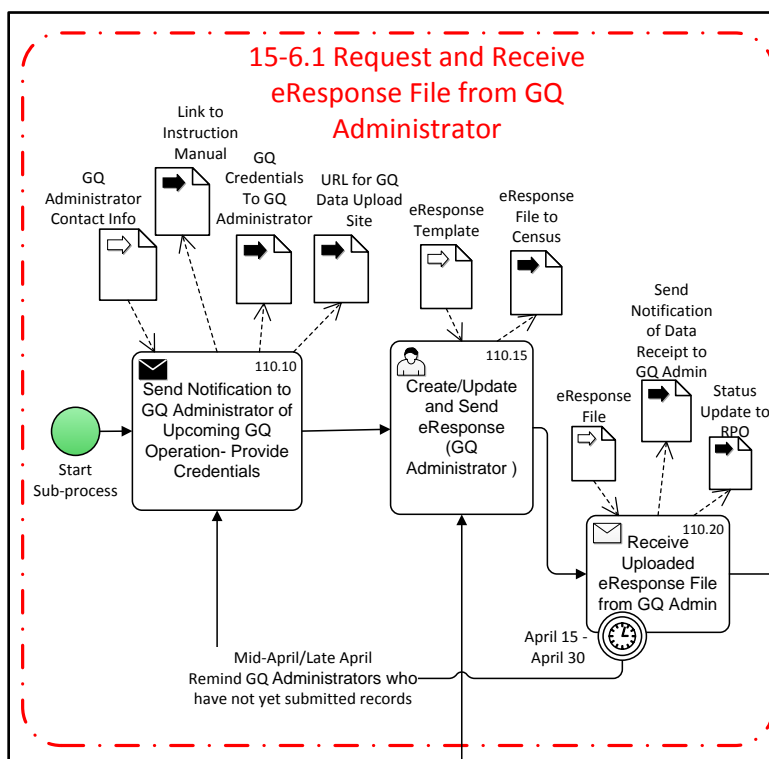 15-6.1 Request and Receive
eResponse File from GQ
Administrator
Link to
Instruction
Manual
GQ
Administrator
Contact Info
GQ
Credentials
To GQ
Administrator
URL for GQ
Data Upload
Site
eResponse
Template
eResponse
File to
Census
Send
Notification
of Data
Receipt to
GQ Admin
Status
Update to
RPO
eResponse
File
110.10
Send Notification to
GQ Administrator of
Upcoming GQ
Operation- Provide
Credentials
110.15
Create/Update
and Send
eResponse
(GQ
Administrator )
Start
Sub-process
110.20
Receive
Uploaded
eResponse File
from GQ Admin
April 15 -
April 30
Mid-April/Late April
Remind GQ Administrators who
have not yet submitted records